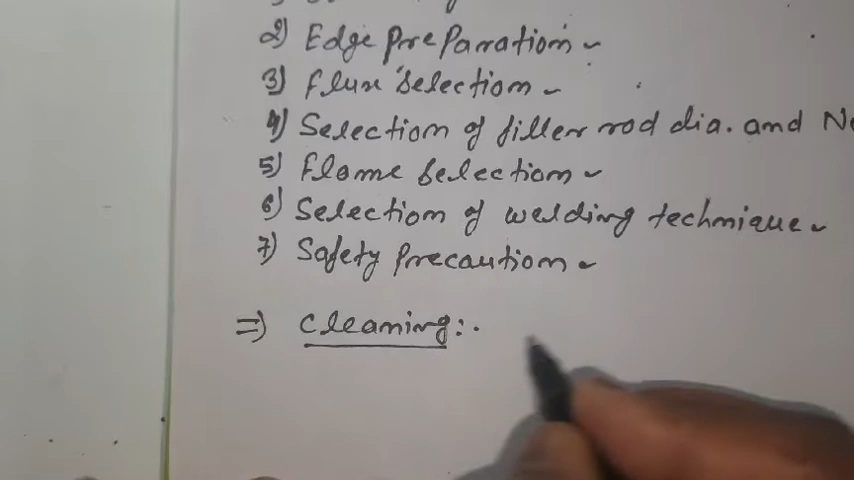 2) Edge preparation
3) Flux Selection
4) Selection of filler rod dia. and
5) Flame Selection
6) Selection of welding technique
7) Safety Precaution
=> Cleaning:-